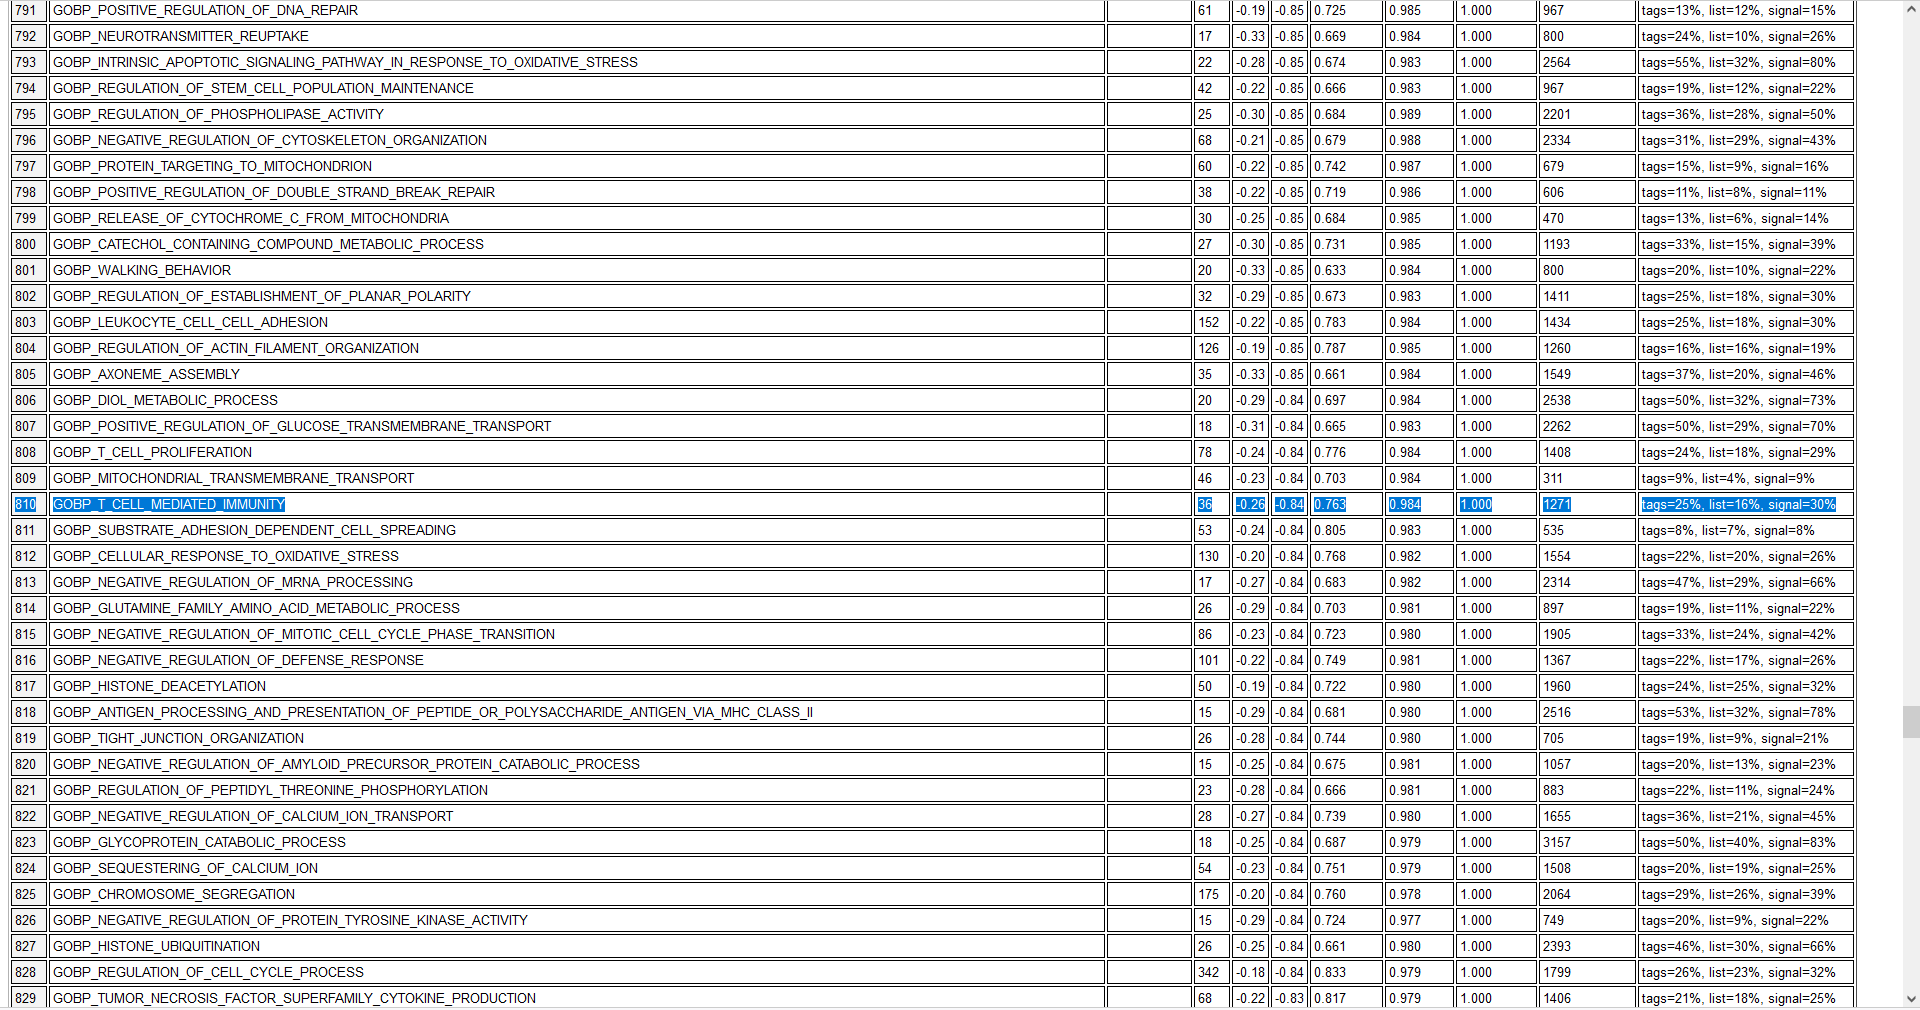 791 GOBP_POSITIVE_REGULATION_OF_DNA_REPAIR 61 -0.19 -0.85 0.725 0.985 1.000 967 tags=13%, list=12%, signal=15%
792 GOBP_NEUROTRANSMITTER_REUPTAKE 17 -0.33 -0.85 0.669 0.984 1.000 800 tags=24%, list=10%, signal=26%
793 GOBP_INTRINSIC_APOPTOTIC_SIGNALING_PATHWAY_IN_RESPONSE_TO_OXIDATIVE_STRESS 22 -0.28 -0.85 0.674 0.983 1.000 2564 tags=55%, list=32%, signal=80%
794 GOBP_REGULATION_OF_STEM_CELL_POPULATION_MAINTENANCE 42 -0.22 -0.85 0.666 0.983 1.000 967 tags=19%, list=12%, signal=22%
795 GOBP_REGULATION_OF_PHOSPHOLIPASE_ACTIVITY 25 -0.30 -0.85 0.684 0.989 1.000 2201 tags=36%, list=28%, signal=50%
796 GOBP_NEGATIVE_REGULATION_OF_CYTOSKELETON_ORGANIZATION 68 -0.21 -0.85 0.679 0.988 1.000 2334 tags=31%, list=29%, signal=43%
797 GOBP_PROTEIN_TARGETING_TO_MITOCHONDRION 60 -0.22 -0.85 0.742 0.987 1.000 679 tags=15%, list=9%, signal=16%
798 GOBP_POSITIVE_REGULATION_OF_DOUBLE_STRAND_BREAK_REPAIR 38 -0.22 -0.85 0.719 0.986 1.000 606 tags=11%, list=8%, signal=11%
799 GOBP_RELEASE_OF_CYTOCHROME_C_FROM_MITOCHONDRIA 30 -0.25 -0.85 0.684 0.985 1.000 470 tags=13%, list=6%, signal=14%
800 GOBP_CATECHOL_CONTAINING_COMPOUND_METABOLIC_PROCESS 27 -0.30 -0.85 0.731 0.985 1.000 1193 tags=33%, list=15%, signal=39%
801 GOBP_WALKING_BEHAVIOR 20 -0.33 -0.85 0.633 0.984 1.000 800 tags=20%, list=10%, signal=22%
802 GOBP_REGULATION_OF_ESTABLISHMENT_OF_PLANAR_POLARITY 32 -0.29 -0.85 0.673 0.983 1.000 1411 tags=25%, list=18%, signal=30%
803 GOBP_LEUKOCYTE_CELL_CELL_ADHESION 152 -0.22 -0.85 0.783 0.984 1.000 1434 tags=25%, list=18%, signal=30%
804 GOBP_REGULATION_OF_ACTIN_FILAMENT_ORGANIZATION 126 -0.19 -0.85 0.787 0.985 1.000 1260 tags=16%, list=16%, signal=19%
805 GOBP_AXONEME_ASSEMBLY 35 -0.33 -0.85 0.661 0.984 1.000 1549 tags=37%, list=20%, signal=46%
806 GOBP_DIOL_METABOLIC_PROCESS 20 -0.29 -0.84 0.697 0.984 1.000 2538 tags=50%, list=32%, signal=73%
807 GOBP_POSITIVE_REGULATION_OF_GLUCOSE_TRANSMEMBRANE_TRANSPORT 18 -0.31 -0.84 0.665 0.983 1.000 2262 tags=50%, list=29%, signal=70%
808 GOBP_T_CELL_PROLIFERATION 78 -0.24 -0.84 0.776 0.984 1.000 1408 tags=24%, list=18%, signal=29%
809 GOBP_MITOCHONDRIAL_TRANSMEMBRANE_TRANSPORT 46 -0.23 -0.84 0.703 0.984 1.000 311 tags=9%, list=4%, signal=9%
810 GOBP_T_CELL_MEDIATED_IMMUNITY 36 -0.26 -0.84 0.763 0.984 1.000 1271 tags=25%, list=16%, signal=30%
811 GOBP_SUBSTRATE_ADHESION_DEPENDENT_CELL_SPREADING 53 -0.24 -0.84 0.805 0.983 1.000 535 tags=8%, list=7%, signal=8%
812 GOBP_CELLULAR_RESPONSE_TO_OXIDATIVE_STRESS 130 -0.20 -0.84 0.768 0.982 1.000 1554 tags=22%, list=20%, signal=26%
813 GOBP_NEGATIVE_REGULATION_OF_MRNA_PROCESSING 17 -0.27 -0.84 0.683 0.982 1.000 2314 tags=47%, list=29%, signal=66%
814 GOBP_GLUTAMINE_FAMILY_AMINO_ACID_METABOLIC_PROCESS 26 -0.29 -0.84 0.703 0.981 1.000 897 tags=19%, list=11%, signal=22%
815 GOBP_NEGATIVE_REGULATION_OF_MITOTIC_CELL_CYCLE_PHASE_TRANSITION 86 -0.23 -0.84 0.723 0.980 1.000 1905 tags=33%, list=24%, signal=42%
816 GOBP_NEGATIVE_REGULATION_OF_DEFENSE_RESPONSE 101 -0.22 -0.84 0.749 0.981 1.000 1367 tags=22%, list=17%, signal=26%
817 GOBP_HISTONE_DEACETYLATION 50 -0.19 -0.84 0.722 0.980 1.000 1960 tags=24%, list=25%, signal=32%
818 GOBP_ANTIGEN_PROCESSING_AND_PRESENTATION_OF_PEPTIDE_OR_POLYSACCHARIDE_ANTIGEN_VIA_MHC_CLASS_II 15 -0.29 -0.84 0.681 0.980 1.000 2516 tags=53%, list=32%, signal=78%
819 GOBP_TIGHT_JUNCTION_ORGANIZATION 26 -0.28 -0.84 0.744 0.980 1.000 705 tags=19%, list=9%, signal=21%
820 GOBP_NEGATIVE_REGULATION_OF_AMYLOID_PRECURSOR_PROTEIN_CATABOLIC_PROCESS 15 -0.25 -0.84 0.675 0.981 1.000 1057 tags=20%, list=13%, signal=23%
821 GOBP_REGULATION_OF_PEPTIDYL_THREONINE_PHOSPHORYLATION 23 -0.28 -0.84 0.666 0.981 1.000 883 tags=22%, list=11%, signal=24%
822 GOBP_NEGATIVE_REGULATION_OF_CALCIUM_ION_TRANSPORT 28 -0.27 -0.84 0.739 0.980 1.000 1655 tags=36%, list=21%, signal=45%
823 GOBP_GLYCOPROTEIN_CATABOLIC_PROCESS 18 -0.25 -0.84 0.687 0.979 1.000 3157 tags=50%, list=40%, signal=83%
824 GOBP_SEQUESTERING_OF_CALCIUM_ION 54 -0.23 -0.84 0.751 0.979 1.000 1508 tags=20%, list=19%, signal=25%
825 GOBP_CHROMOSOME_SEGREGATION 175 -0.20 -0.84 0.760 0.978 1.000 2064 tags=29%, list=26%, signal=39%
826 GOBP_NEGATIVE_REGULATION_OF_PROTEIN_TYROSINE_KINASE_ACTIVITY 15 -0.29 -0.84 0.724 0.977 1.000 749 tags=20%, list=9%, signal=22%
827 GOBP_HISTONE_UBIQUITINATION 26 -0.25 -0.84 0.661 0.980 1.000 2393 tags=46%, list=30%, signal=66%
828 GOBP_REGULATION_OF_CELL_CYCLE_PROCESS 342 -0.18 -0.84 0.833 0.979 1.000 1799 tags=26%, list=23%, signal=32%
829 GOBP_TUMOR_NECROSIS_FACTOR_SUPERFAMILY_CYTOKINE_PRODUCTION 68 -0.22 -0.83 0.817 0.979 1.000 1406 tags=21%, list=18%, signal=25%